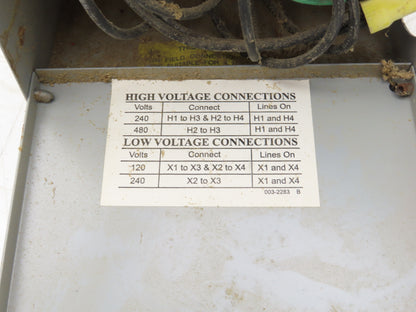 FIELD CONNECTIONS
HIGH VOLTAGE CONNECTIONS
Volts Connect Lines On
240 H1 to H3 & H2 to H4 H1 and H4
480 H2 to H3 H1 and H4
LOW VOLTAGE CONNECTIONS
Volts Connect Lines On
120 X1 to X3 & X2 to X4 X1 and X4
240 X2 to X3 X1 and X4
003-2283 B